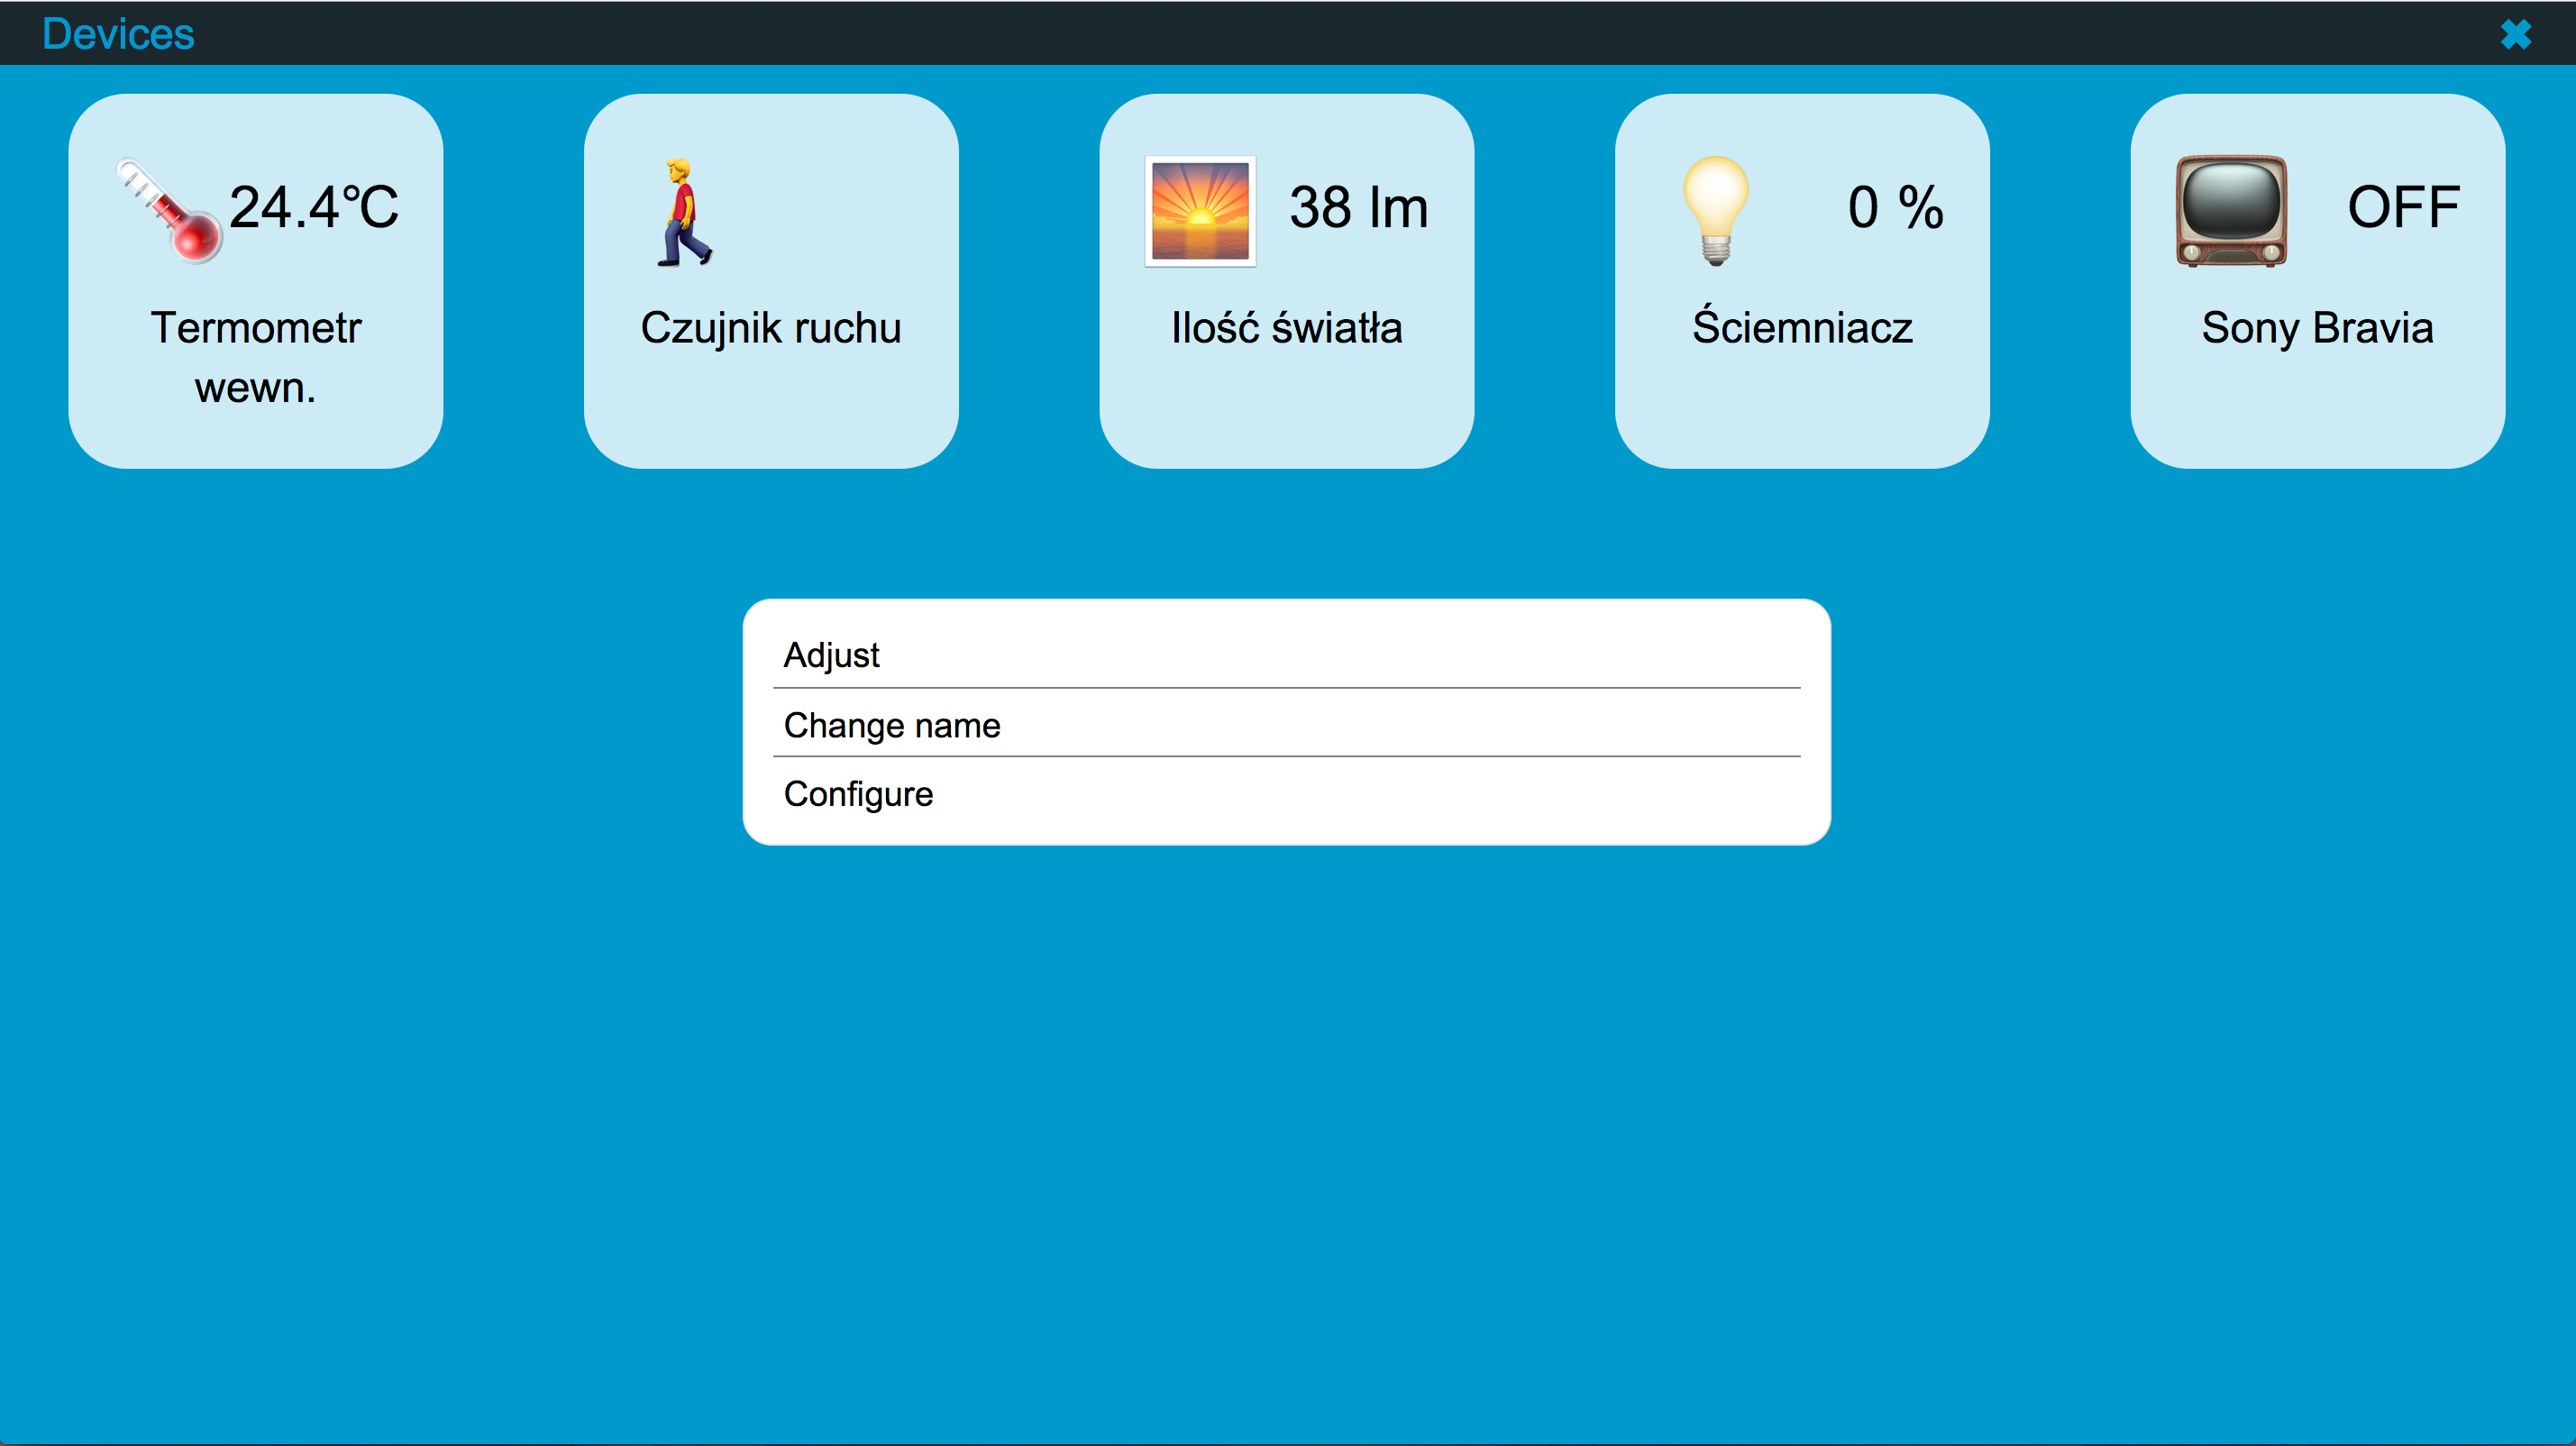 Devices
24.4°C
Termometr
wewn.
Czujnik ruchu
38 lm
Ilość światła
0 %
Ściemniacz
OFF
Sony Bravia
Adjust
Change name
Configure